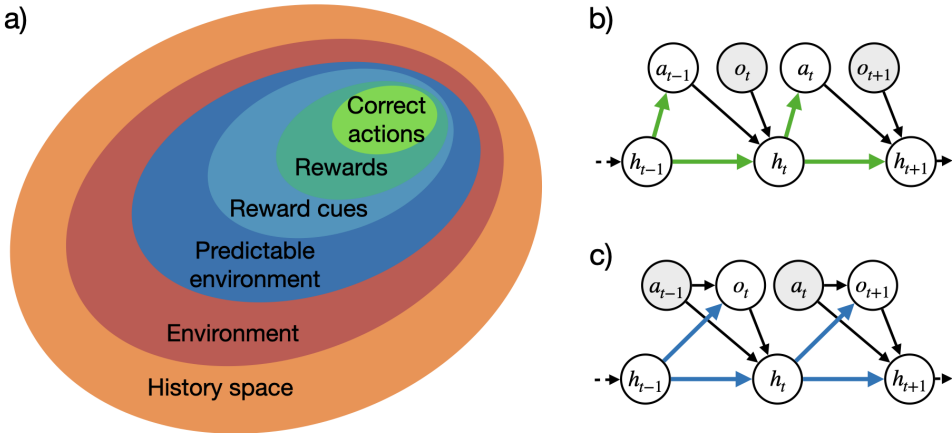 a)
Correct
actions
Rewards
Reward cues
Predictable
environment
Environment
History space
b)
a_{t-1} o_t a_t o_{t+1}
h_{t-1} h_t h_{t+1}
c)
a_{t-1} o_t a_t o_{t+1}
h_{t-1} h_t h_{t+1}